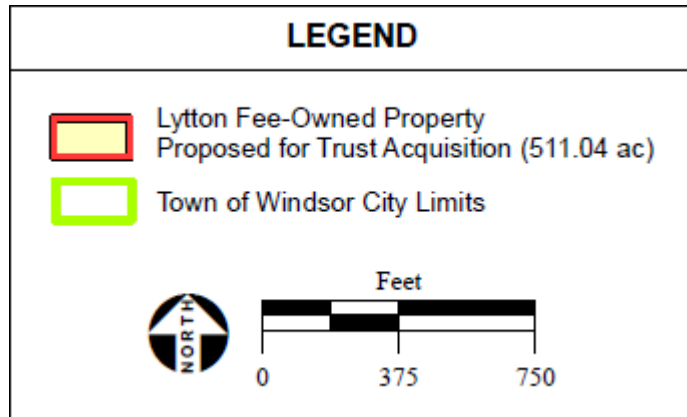 LEGEND
Lytton Fee-Owned Property
Proposed for Trust Acquisition (511.04 ac)
Town of Windsor City Limits
Feet
NORTH
0 375 750